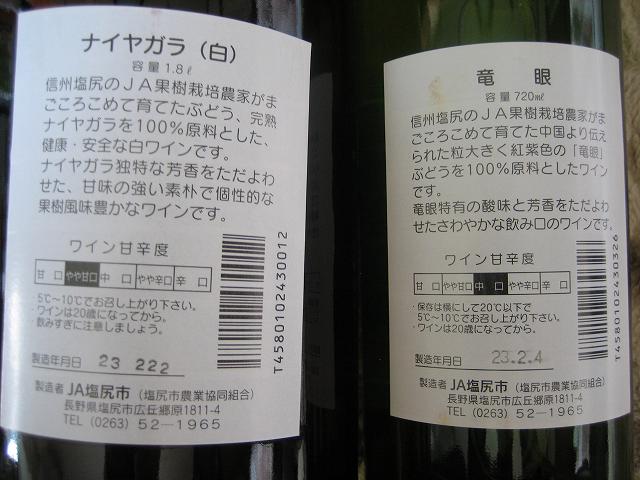 ナイヤガラ（白）
容量 1.8ℓ
信州塩尻のＪＡ果樹栽培農家がま
ごころこめて育てたぶどう、完熟
ナイヤガラを100%原料とした、
健康・安全な白ワインです。
ナイヤガラ独特な芳香をただよわ
せた、甘味の強い素朴で個性的な
果樹風味豊かなワインです。
ワイン甘辛度
甘口 やや甘口 中口 やや辛口 辛口
5℃～10℃でお召し上がり下さい。
・ワインは20歳になってから。
飲みすぎに注意しましょう。
製造年月日 23 222
製造者 JA塩尻市（塩尻市農業協同組合）
長野県塩尻市広丘郷原1811-4
TEL（0263）52―1965
T4580102430012
竜眼
容量 720㎖
信州塩尻のＪＡ果樹栽培農家がま
ごころこめて育てた中国より伝え
られた粒大きく紅紫色の「竜眼」
ぶどうを100%原料としたワイン
です。
竜眼特有の酸味と芳香をただよわ
せたさわやかな飲み口のワインです。
ワイン甘辛度
甘口 やや甘口 中口 やや辛口 辛口
・保存は横にして20℃以下で
5℃～10℃でお召し上がり下さい。
・ワインは20歳になってから。
製造年月日 23.2.4
製造者 JA塩尻市（塩尻市農業協同組合）
長野県塩尻市広丘郷原1811-4
TEL（0263）52―1965
T4580102430326